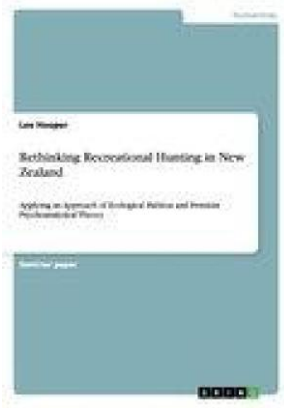 Lee Hooper
Rethinking Recreational Hunting in New
Zealand
Applying an Approach of Ecological Politics and Feminist
Psychoanalytical Theory
Seminar paper
GRIN